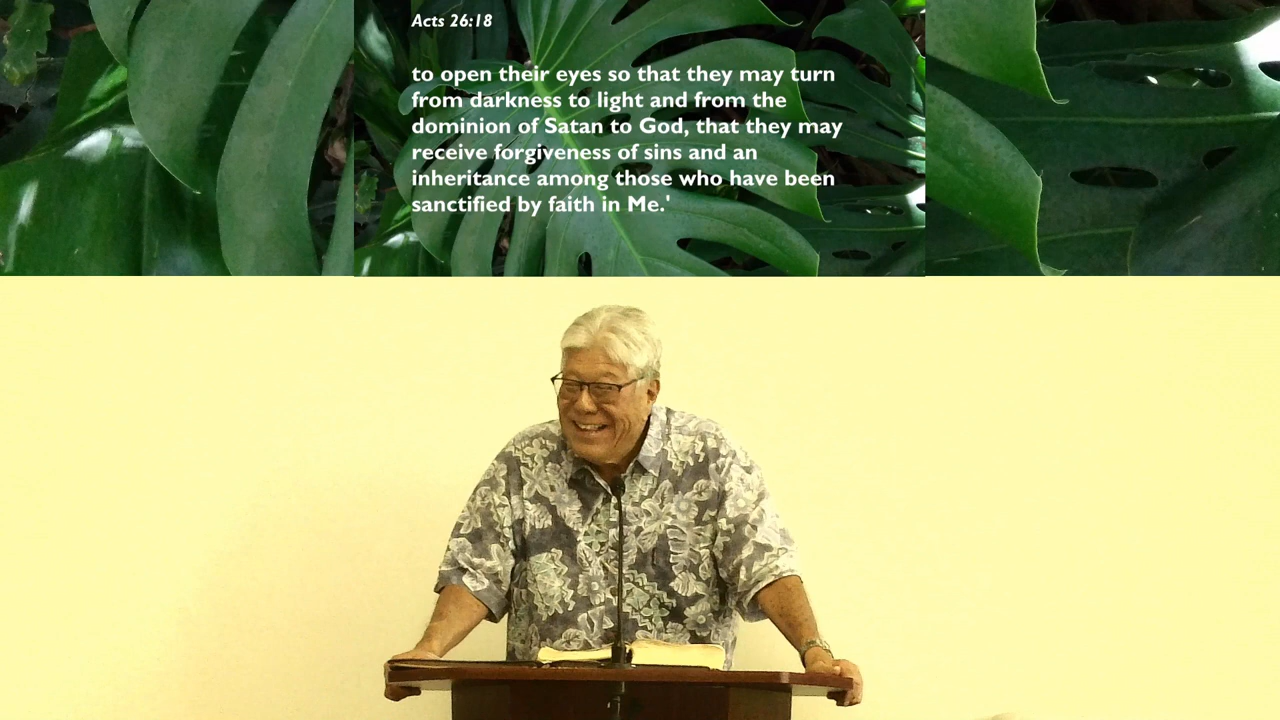 Acts 26:18
to open their eyes so that they may turn
from darkness to light and from the
dominion of Satan to God, that they may
receive forgiveness of sins and an
inheritance among those who have been
sanctified by faith in Me.'